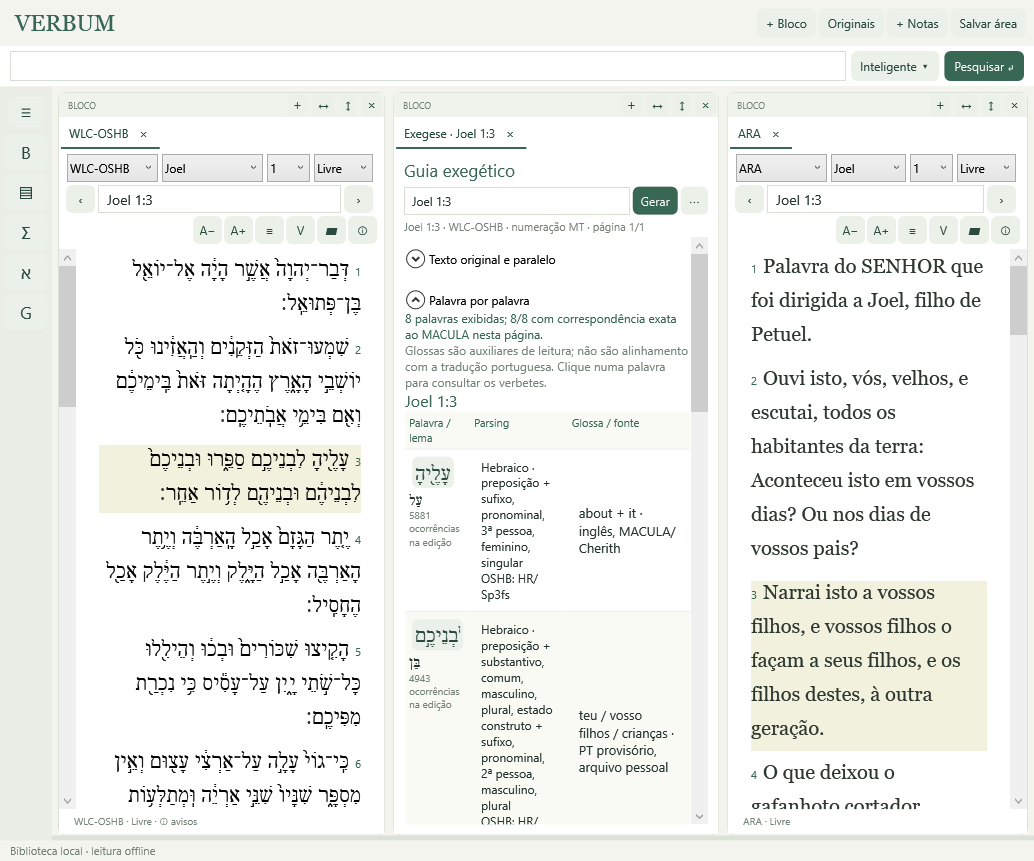 VERBUM
+ Bloco
Originais
+ Notas
Salvar área
Inteligente ▾
Pesquisar ↲
☰
B
▤
Σ
א
G
BLOCO
+ ↔ ↕ ×
WLC-OSHB ×
WLC-OSHB
Joel
1
Livre
‹
Joel 1:3
›
A−
A+
≡
V
▰
ⓘ
1 דְּבַר־יְהוָה֙ אֲשֶׁ֣ר הָיָ֔ה אֶל־יוֹאֵ֖ל
בֶּן־פְּתוּאֵֽל׃
2 שִׁמְעוּ־זֹאת֙ הַזְּקֵנִ֔ים וְהַֽאֲזִ֔ינוּ כֹּ֖ל
יוֹשְׁבֵ֣י הָאָ֑רֶץ הֶהָ֤יְתָה זֹּאת֙ בִּֽימֵיכֶ֔ם
וְאִ֖ם בִּימֵ֥י אֲבֹֽתֵיכֶֽם׃
3 עָלֶ֖יהָ לִבְנֵיכֶ֣ם סַפֵּ֑רוּ וּבְנֵיכֶם֙
לִבְנֵיהֶ֔ם וּבְנֵיהֶ֖ם לְד֥וֹר אַחֵֽר׃
4 יֶ֤תֶר הַגָּזָם֙ אָכַ֣ל הָֽאַרְבֶּ֔ה וְיֶ֥תֶר
הָאַרְבֶּ֖ה אָכַ֣ל הַיָּ֑לֶק וְיֶ֣תֶר הַיֶּ֔לֶק אָכַ֖ל
הֶחָסִֽיל׃
5 הָקִ֤יצוּ שִׁכּוֹרִים֙ וּבְכ֔וּ וְהֵילִ֖לוּ
כָּל־שֹׁ֣תֵי יָ֑יִן עַל־עָסִ֕יס כִּ֥י נִכְרַ֖ת
מִפִּיכֶֽם׃
6 כִּֽי־גוֹי֙ עָלָ֣ה עַל־אַרְצִ֔י עָצ֖וּם וְאֵ֣ין
מִסְפָּ֑ר שִׁנָּיו֙ שִׁנֵּ֣י אַרְיֵ֔ה וּֽמְתַלְּע֥וֹת
WLC-OSHB · Livre · ⓘ avisos
BLOCO
+ ↔ ↕ ×
Exegese · Joel 1:3 ×
Guia exegético
Joel 1:3
Gerar
...
Joel 1:3 · WLC-OSHB · numeração MT · página 1/1
Texto original e paralelo
Palavra por palavra
8 palavras exibidas; 8/8 com correspondência exata
ao MACULA nesta página.
Glossas são auxiliares de leitura; não são alinhamento
com a tradução portuguesa. Clique numa palavra
para consultar os verbetes.
Joel 1:3
Palavra /
lema
Parsing
Glossa / fonte
עָלֶ֖יהָ
עַל
5881
ocorrências
na edição
Hebraico ·
preposição +
sufixo,
pronominal,
3ª pessoa,
feminino,
singular
OSHB: HR/
Sp3fs
about + it ·
inglês, MACULA/
Cherith
לִבְנֵיכֶ֣ם
בֵּן
4943
ocorrências
na edição
Hebraico ·
preposição +
substantivo,
comum,
masculino,
plural, estado
construto +
sufixo,
pronominal,
2ª pessoa,
masculino,
plural
OSHB: HR/
teu / vosso
filhos / crianças ·
PT provisório,
arquivo pessoal
BLOCO
+ ↔ ↕ ×
ARA ×
ARA
Joel
1
Livre
‹
Joel 1:3
›
A−
A+
≡
V
▰
ⓘ
1 Palavra do SENHOR que
foi dirigida a Joel, filho de
Petuel.
2 Ouvi isto, vós, velhos, e
escutai, todos os
habitantes da terra:
Aconteceu isto em vossos
dias? Ou nos dias de
vossos pais?
3 Narrai isto a vossos
filhos, e vossos filhos o
façam a seus filhos, e os
filhos destes, à outra
geração.
4 O que deixou o
gafanhoto cortador
ARA · Livre
Biblioteca local · leitura offline